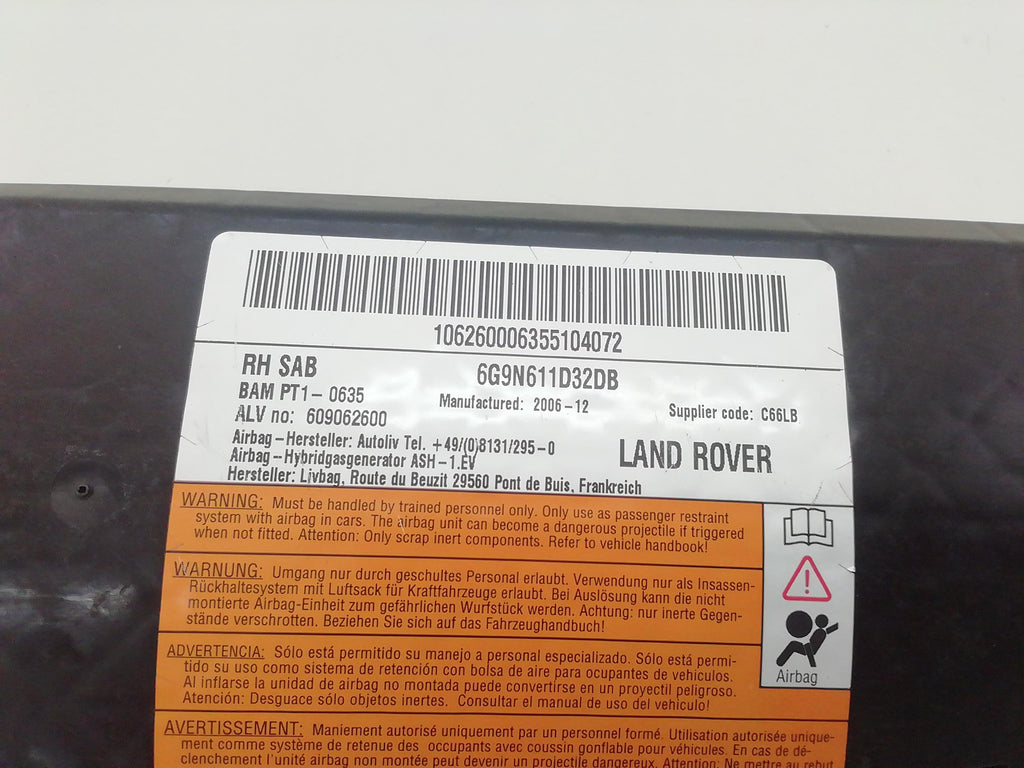 106260006355104072
RH SAB
6G9N611D32DB
BAM PT1-0635
Manufactured: 2006-12
ALV no: 609062600
Supplier code: C66LB
Airbag-Hersteller: Autoliv Tel. +49/(0)8131/295-0
Airbag-Hybridgasgenerator ASH-1.EV
LAND ROVER
Hersteller: Livbag, Route du Beuzit 29560 Pont de Buis, Frankreich
WARNING: Must be handled by trained personnel only. Only use as passenger restraint
system with airbag in cars. The airbag unit can become a dangerous projectile if triggered
when not fitted. Attention: Only scrap inert components. Refer to vehicle handbook!
WARNUNG: Umgang nur durch geschultes Personal erlaubt. Verwendung nur als Insassen-
Rückhaltesystem mit Luftsack für Kraftfahrzeuge erlaubt. Bei Auslösung kann die nicht
montierte Airbag-Einheit zum gefährlichen Wurfstück werden. Achtung: nur inerte Gegen-
stände verschrotten. Beziehen Sie sich auf das Fahrzeughandbuch!
Airbag
ADVERTENCIA: Sólo está permitido su manejo a personal especializado. Sólo está permi-
tido su uso como sistema de retención con bolsa de aire para ocupantes de vehículos.
Al inflarse la unidad de airbag no montada puede convertirse en un proyectil peligroso.
Atención: Desguace sólo objetos inertes. Consultar el manual de uso del vehículo!
AVERTISSEMENT: Maniement autorisé uniquement par un personnel formé. Utilisation autorisée unique-
ment comme système de retenue des occupants avec coussin gonflable pour véhicules. En cas de dé-
clenchement l'unité airbag non montée peut devenir un projectile dangereux. Attention: Ne mettre au rebut